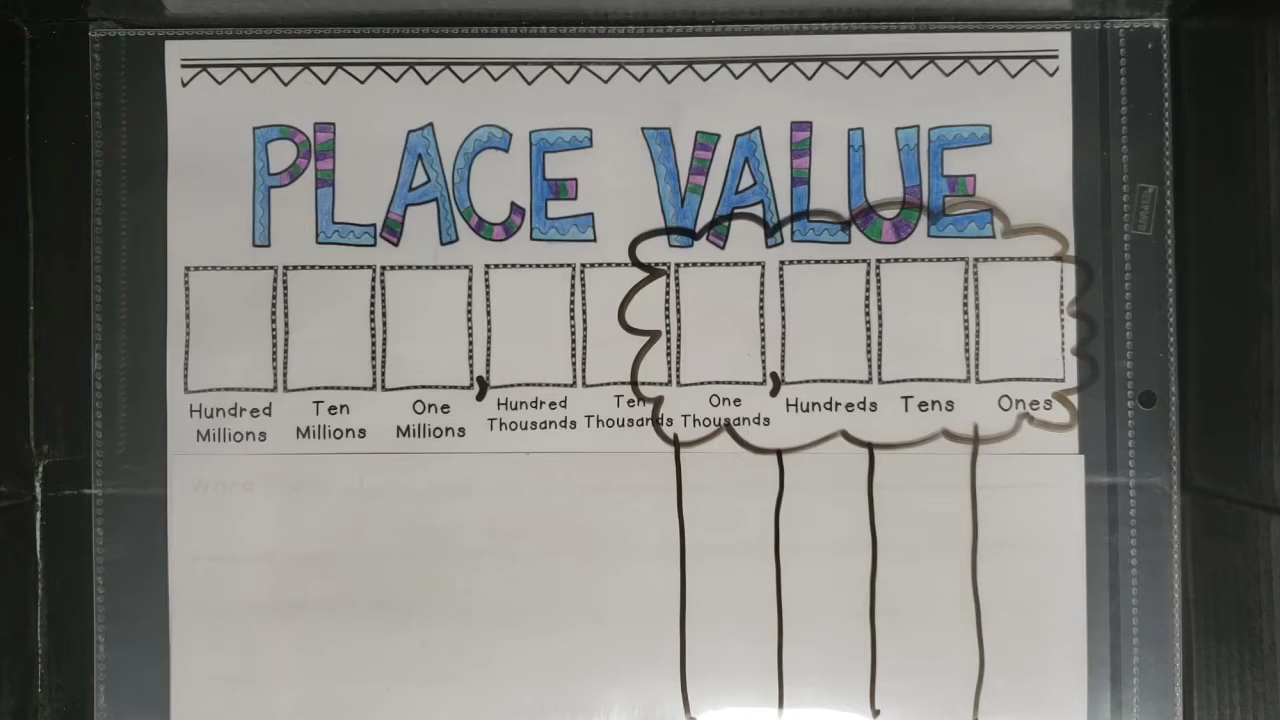 PLACE VALUE
Hundred Millions
Ten Millions
One Millions
,
Hundred Thousands
Ten Thousands
One Thousands
,
Hundreds
Tens
Ones